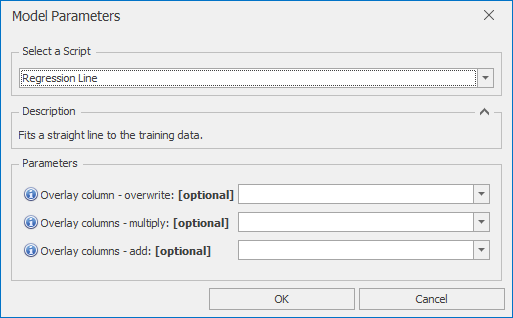 Model Parameters
Select a Script
Regression Line
Description
Fits a straight line to the training data.
Parameters
Overlay column - overwrite: [optional]
Overlay columns - multiply: [optional]
Overlay columns - add: [optional]
OK Cancel